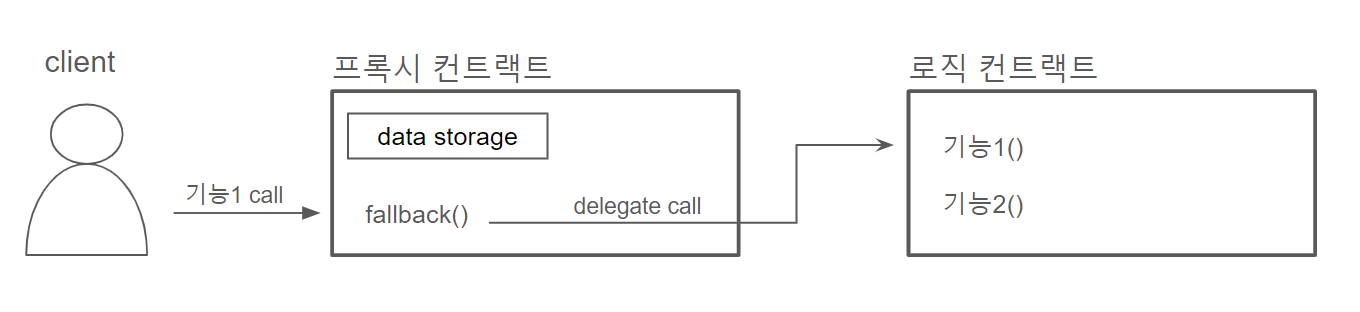 client
프록시 컨트랙트
로직 컨트랙트
data storage
기능1()
기능1 call
fallback()
delegate call
기능2()